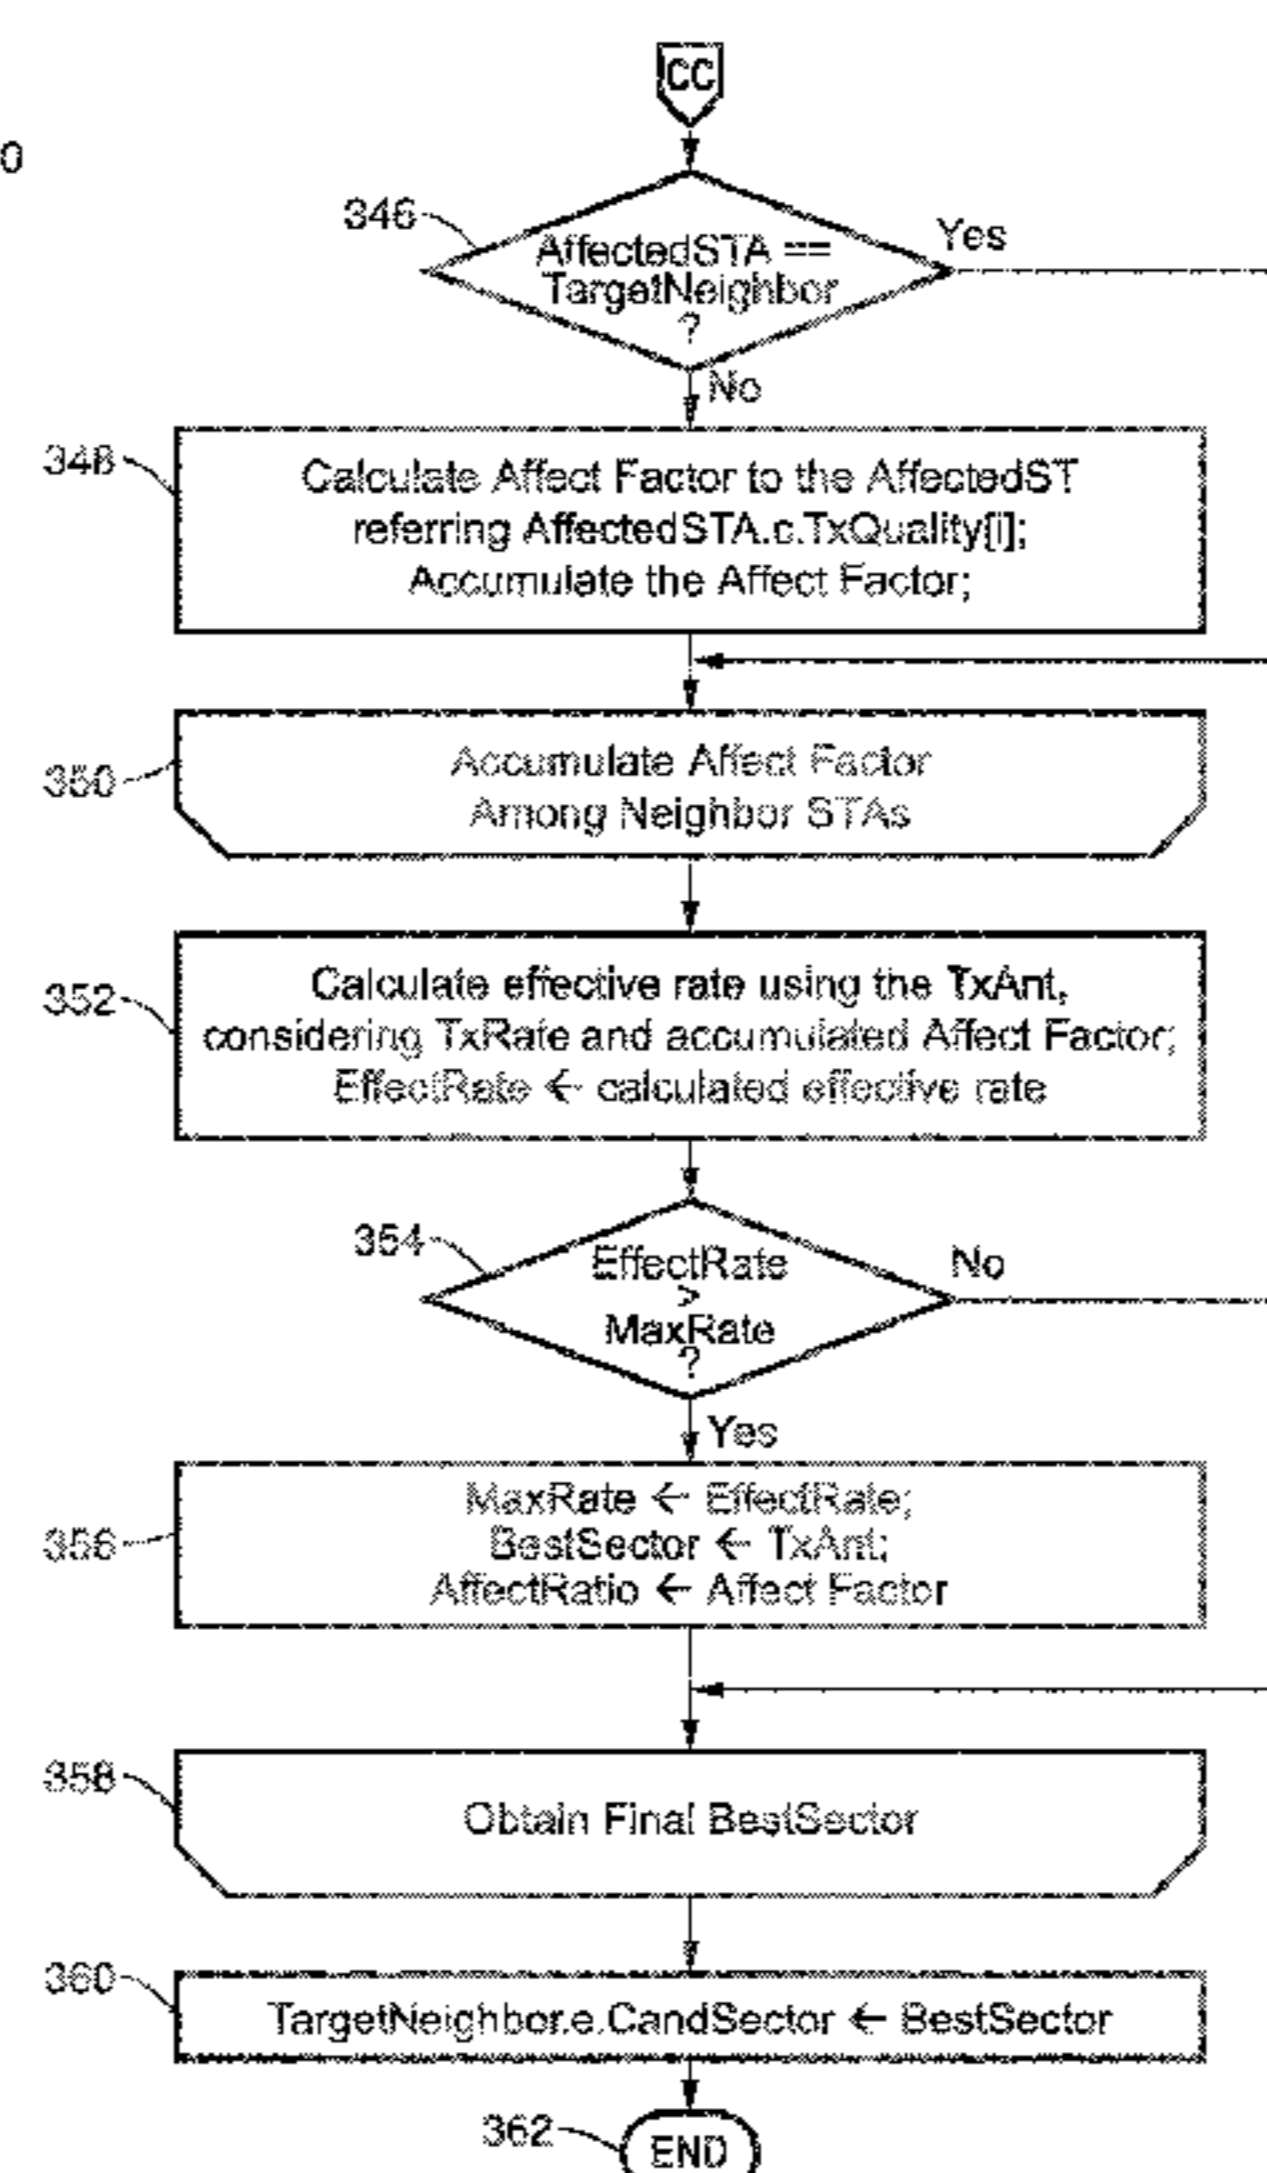 CC
0
346
AffectedSTA ==
TargetNeighbor
?
Yes
No
348
Calculate Affect Factor to the AffectedST
referring AffectedSTA.c.TxQuality[i];
Accumulate the Affect Factor;
350
Accumulate Affect Factor
Among Neighbor STAs
352
Calculate effective rate using the TxAnt,
considering TxRate and accumulated Affect Factor;
EffectRate ← calculated effective rate
354
EffectRate
>
MaxRate
?
No
Yes
356
MaxRate ← EffectRate;
BestSector ← TxAnt;
AffectRatio ← Affect Factor
358
Obtain Final BestSector
360
TargetNeighbor.e.CandSector ← BestSector
362
END